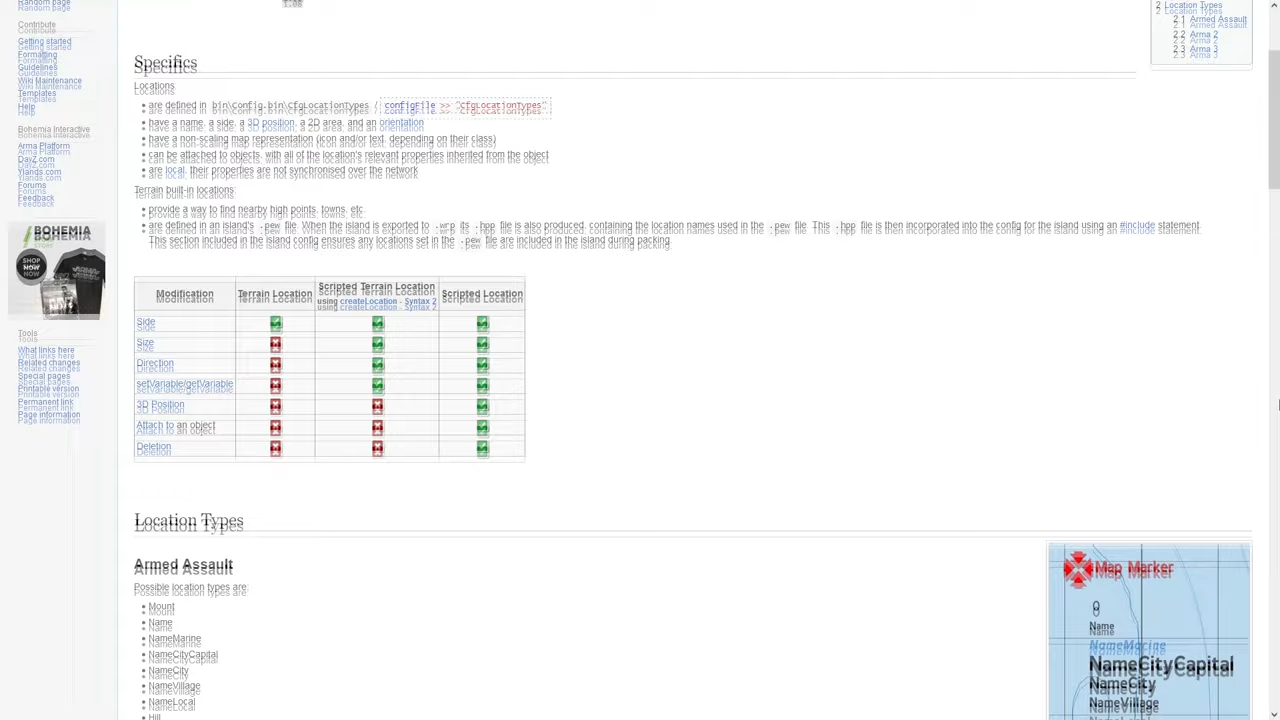 Random page
Contribute
Getting started
Formatting
Guidelines
Wiki Maintenance
Templates
Help
Bohemia Interactive
Arma Platform
DayZ.com
Ylands.com
Forums
Feedback
BOHEMIA
SHOP NOW
Tools
What links here
Related changes
Special pages
Printable version
Permanent link
Page information
1.08
2 Location Types
2.1 Armed Assault
2.2 Arma 2
2.3 Arma 3
Specifics
Locations:
are defined in bin\config.bin\CfgLocationTypes / configFile >> "CfgLocationTypes"
have a name, a side, a 3D position, a 2D area, and an orientation
have a non-scaling map representation (icon and/or text, depending on their class)
can be attached to objects, with all of the location's relevant properties inherited from the object
are local, their properties are not synchronised over the network
Terrain built-in locations:
provide a way to find nearby high points, towns, etc.
are defined in an island's .pew file. When the island is exported to .wrp its .hpp file is also produced, containing the location names used in the .pew file. This .hpp file is then incorporated into the config for the island using an #include statement.
This section included in the island config ensures any locations set in the .pew file are included in the island during packing.
Modification Terrain Location Scripted Terrain Location Scripted Location
using createLocation - Syntax 2
Side
Size
Direction
setVariable/getVariable
3D Position
Attach to an object
Deletion
Location Types
Armed Assault
Possible location types are:
Mount
Name
NameMarine
NameCityCapital
NameCity
NameVillage
NameLocal
Hill
Map Marker
Name
NameMarine
NameCityCapital
NameCity
NameVillage